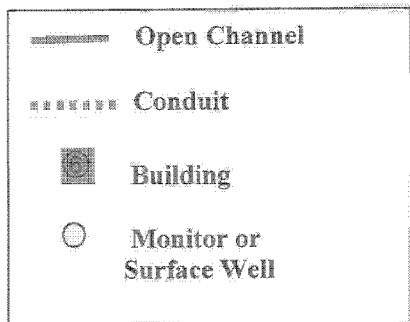 Open Channel
Conduit
Building
Monitor or
Surface Well